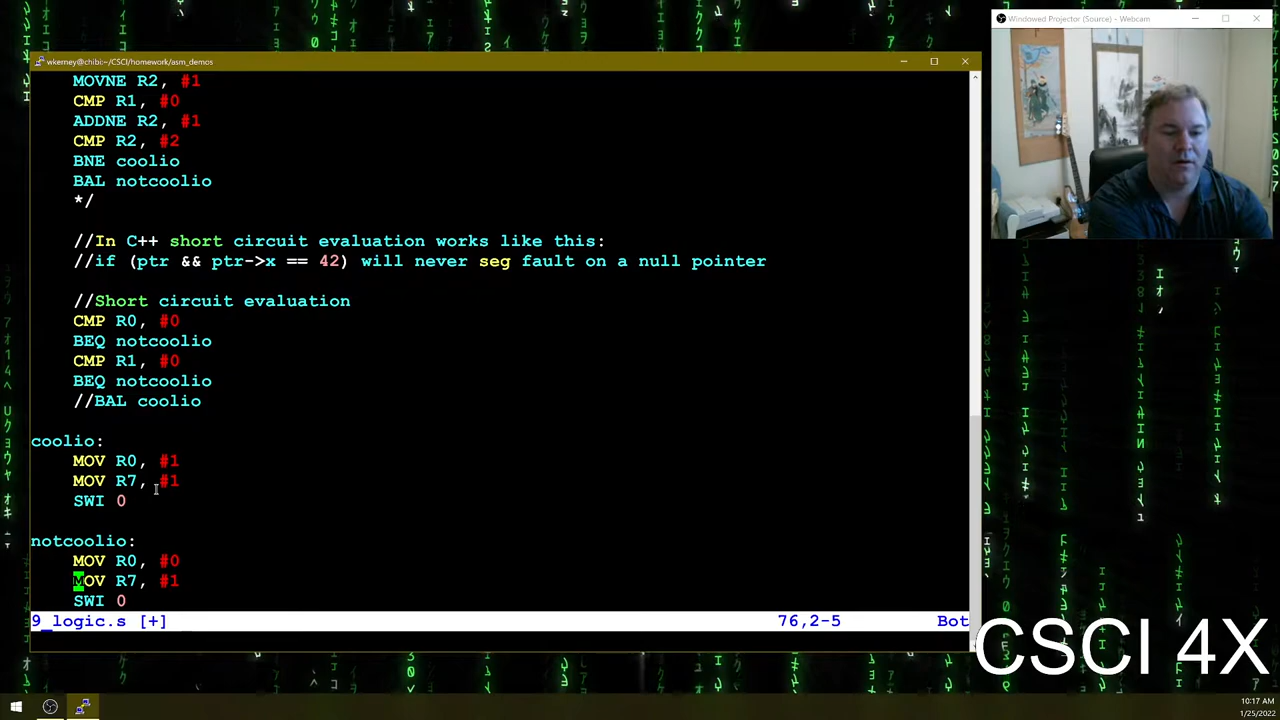 Windowed Projector (Source) - Webcam
wkerney@chibi:~/CSCI/homework/asm_demos
MOVNE R2, #1
CMP R1, #0
ADDNE R2, #1
CMP R2, #2
BNE coolio
BAL notcoolio
*/
//In C++ short circuit evaluation works like this:
//if (ptr && ptr->x == 42) will never seg fault on a null pointer
//Short circuit evaluation
CMP R0, #0
BEQ notcoolio
CMP R1, #0
BEQ notcoolio
//BAL coolio
coolio:
MOV R0, #1
MOV R7, #1
SWI 0
notcoolio:
MOV R0, #0
MOV R7, #1
SWI 0
9_logic.s [+] 76,2-5 Bot
CSCI 4X
10:17 AM
1/25/2022